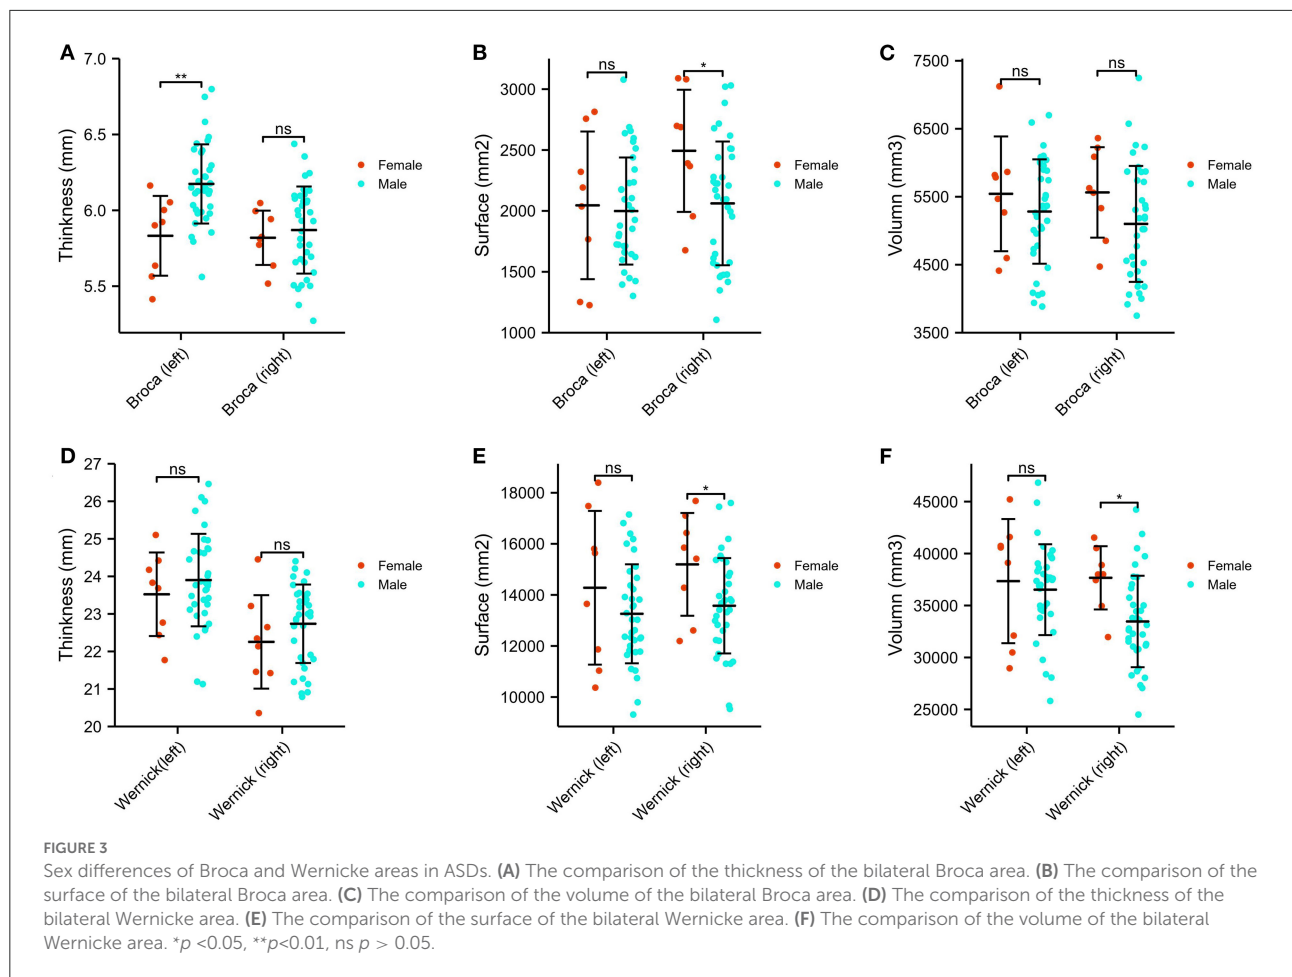 A
7.0
6.5
6.0
5.5
Thinkness (mm)
**
ns
Female
Male
Broca (left)
Broca (right)
B
3000
2500
2000
1500
1000
Surface (mm2)
ns
*
Female
Male
Broca (left)
Broca (right)
C
7500
6500
5500
4500
3500
Volumn (mm3)
ns
ns
Female
Male
Broca (left)
Broca (right)
D
27
26
25
24
23
22
21
20
Thinkness (mm)
ns
ns
Female
Male
Wernick(left)
Wernick (right)
E
18000
16000
14000
12000
10000
Surface (mm2)
ns
*
Female
Male
Wernick (left)
Wernick (right)
F
45000
40000
35000
30000
25000
Volumn (mm3)
ns
*
Female
Male
Wernick (left)
Wernick (right)
FIGURE 3
Sex differences of Broca and Wernicke areas in ASDs. (A) The comparison of the thickness of the bilateral Broca area. (B) The comparison of the
surface of the bilateral Broca area. (C) The comparison of the volume of the bilateral Broca area. (D) The comparison of the thickness of the
bilateral Wernicke area. (E) The comparison of the surface of the bilateral Wernicke area. (F) The comparison of the volume of the bilateral
Wernicke area. *p <0.05, **p<0.01, ns p > 0.05.